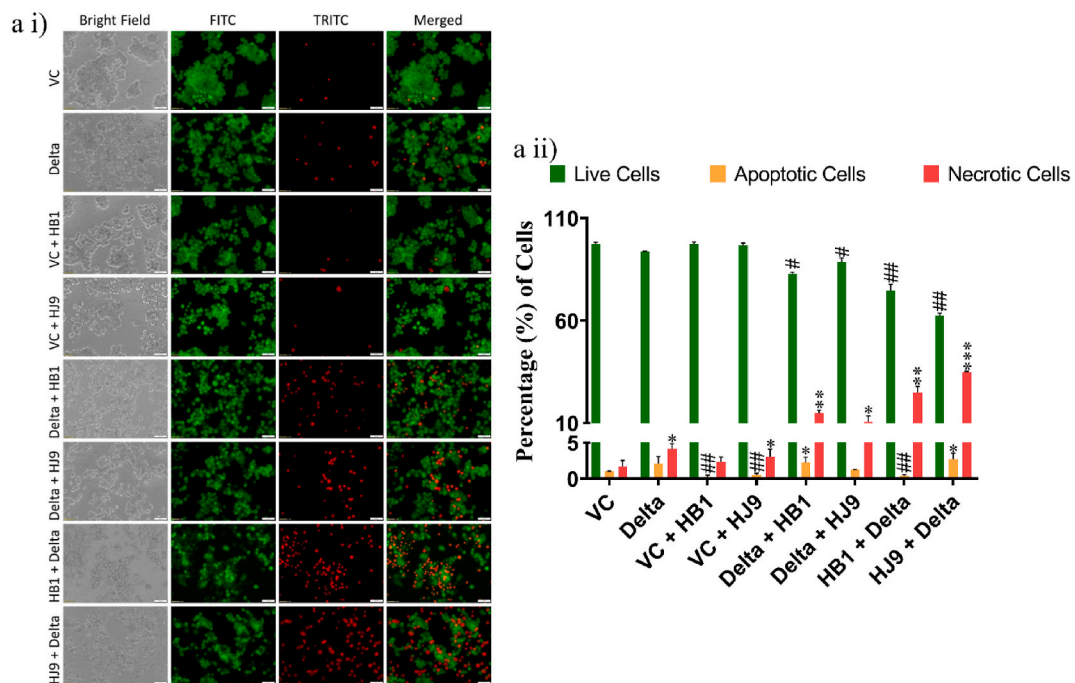 a i)
Bright Field FITC TRITC Merged
VC
Delta
VC + HB1
VC + HJ9
Delta + HB1
Delta + HJ9
HB1 + Delta
HJ9 + Delta
a ii)
Live Cells Apoptotic Cells Necrotic Cells
Percentage (%) of Cells
110
60
10
5
0
* ## ## * * ** # * # ## ** ## * *** ##
VC Delta VC + HB1 VC + HJ9 Delta + HB1 Delta + HJ9 HB1 + Delta HJ9 + Delta